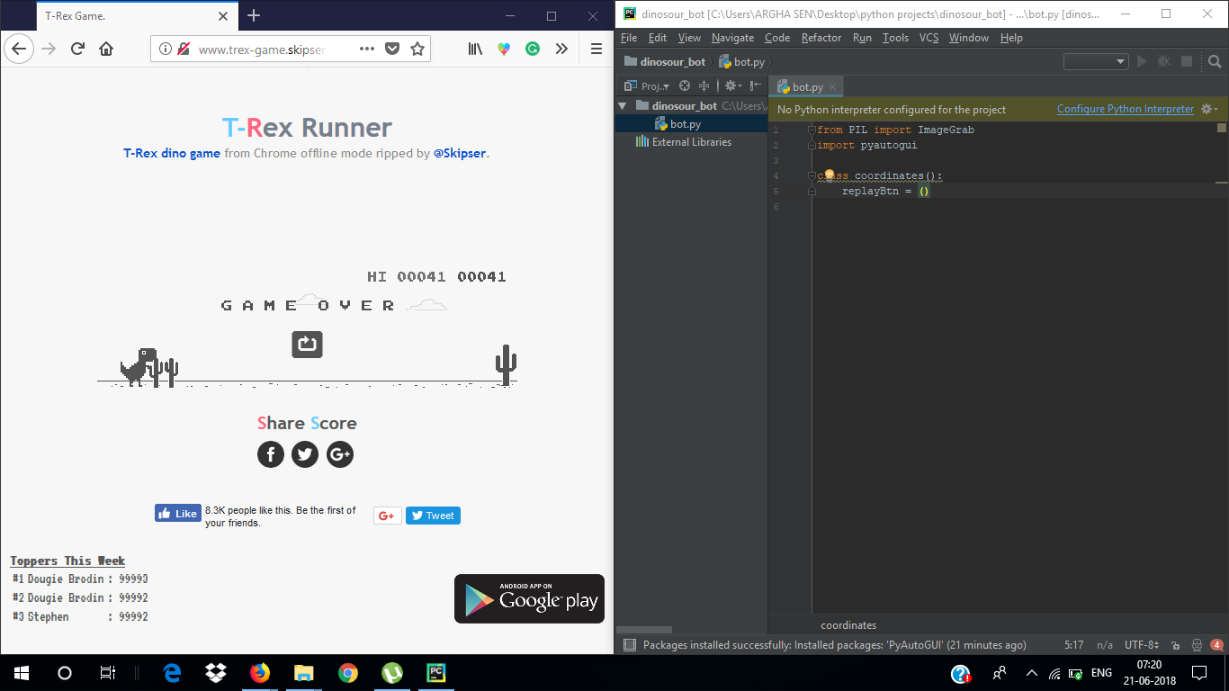 T-Rex Game.
www.trex-game.skipser
T-Rex Runner
T-Rex dino game from Chrome offline mode ripped by @Skipser.
HI 00041 00041
GAME OVER
Share Score
Like
8.3K people like this. Be the first of
your friends.
G+
Tweet
Toppers This Week
#1 Dougie Brodin : 99993
#2 Dougie Brodin : 99992
#3 Stephen : 99992
ANDROID APP ON
Google play
PC
dinosour_bot [C:\Users\ARGHA SEN\Desktop\python projects\dinosour_bot] - ...\bot.py [dinos...
File Edit View Navigate Code Refactor Run Tools VCS Window Help
dinosour_bot bot.py
Proj..
bot.py
dinosour_bot C:\Users\
bot.py
External Libraries
No Python interpreter configured for the project
Configure Python Interpreter
1 from PIL import ImageGrab
2 import pyautogui
3
4 class coordinates():
5 replayBtn = ()
6
coordinates
Packages installed successfully: Installed packages: 'PyAutoGUI' (21 minutes ago)
5:17 n/a UTF-8 4
ENG
07:20
21-06-2018